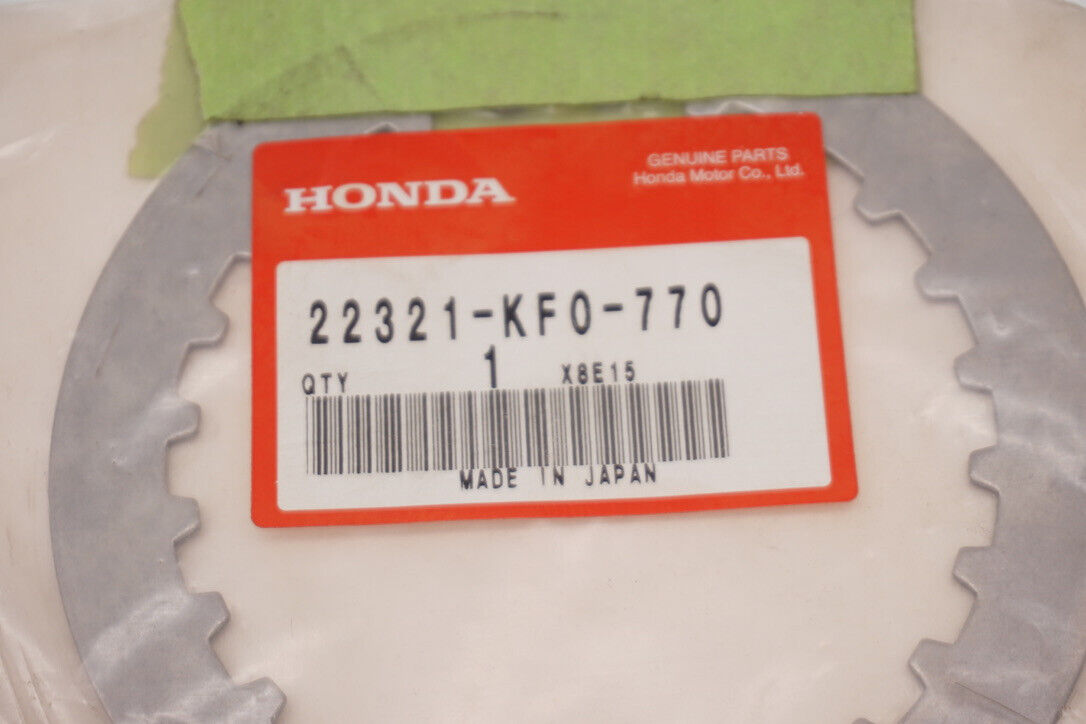 HONDA
GENUINE PARTS
Honda Motor Co., Ltd.
22321-KF0-770
QTY 1 X8E15
MADE IN JAPAN